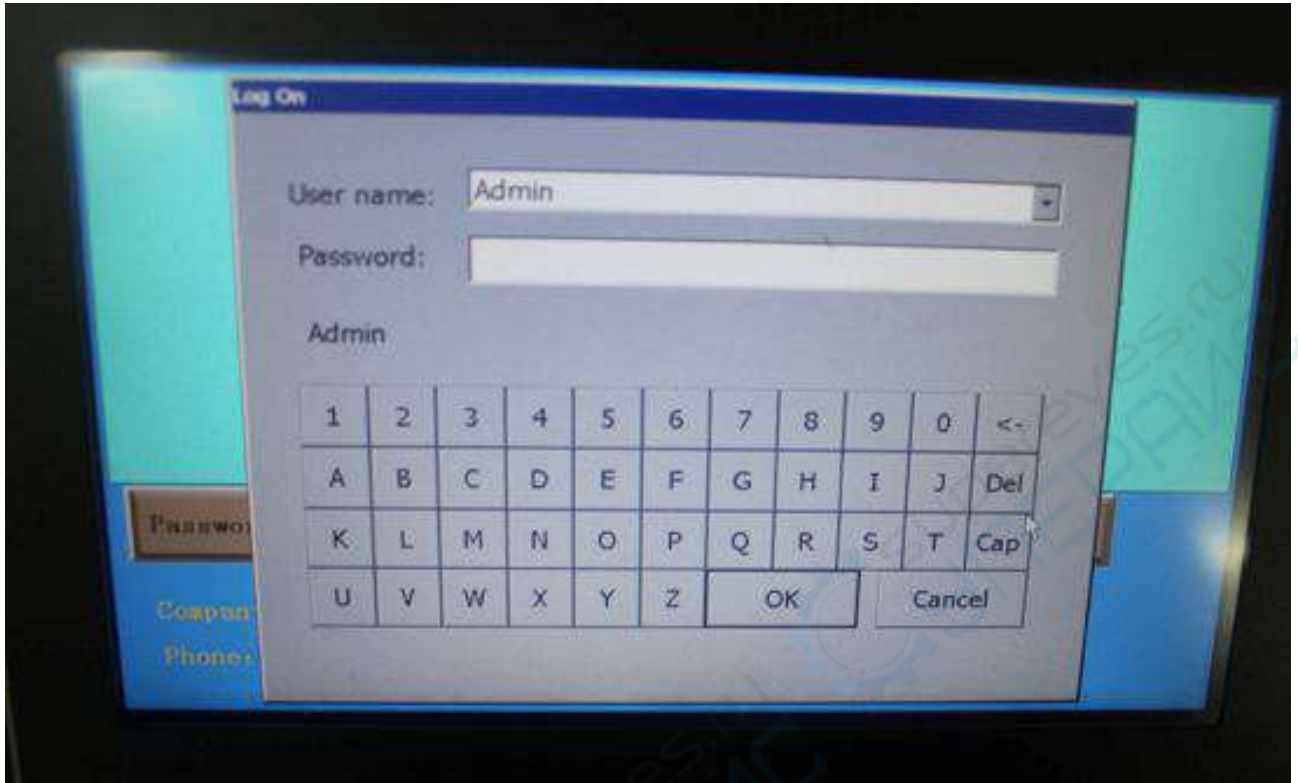 Log On
User name: Admin
Password:
Admin
1 2 3 4 5 6 7 8 9 0 <-
A B C D E F G H I J Del
K L M N O P Q R S T Cap
U V W X Y Z OK Cancel
Phone: